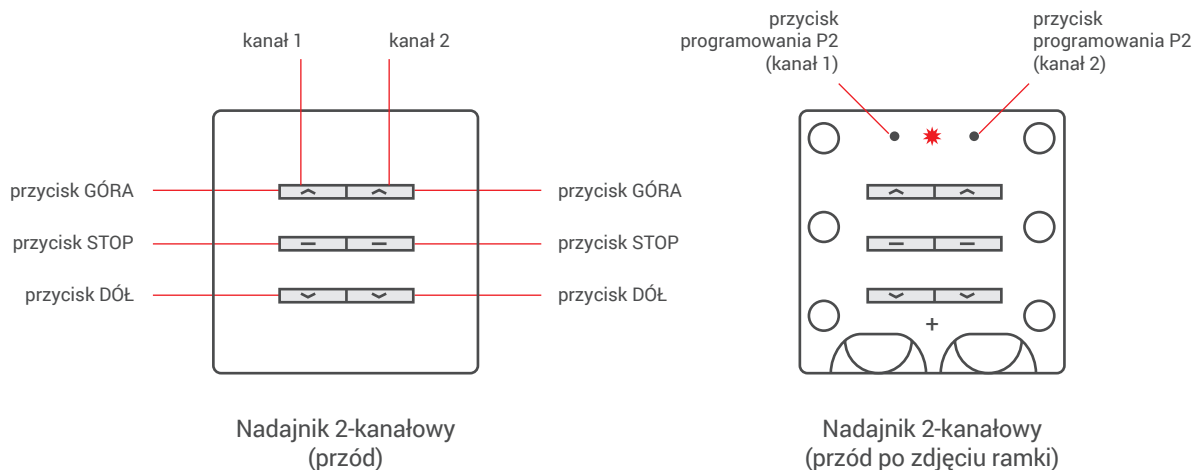 kanał 1
kanał 2
przycisk GÓRA
przycisk GÓRA
przycisk STOP
przycisk STOP
przycisk DÓŁ
przycisk DÓŁ
Nadajnik 2-kanałowy
(przód)
przycisk
programowania P2
(kanał 1)
przycisk
programowania P2
(kanał 2)
+
Nadajnik 2-kanałowy
(przód po zdjęciu ramki)